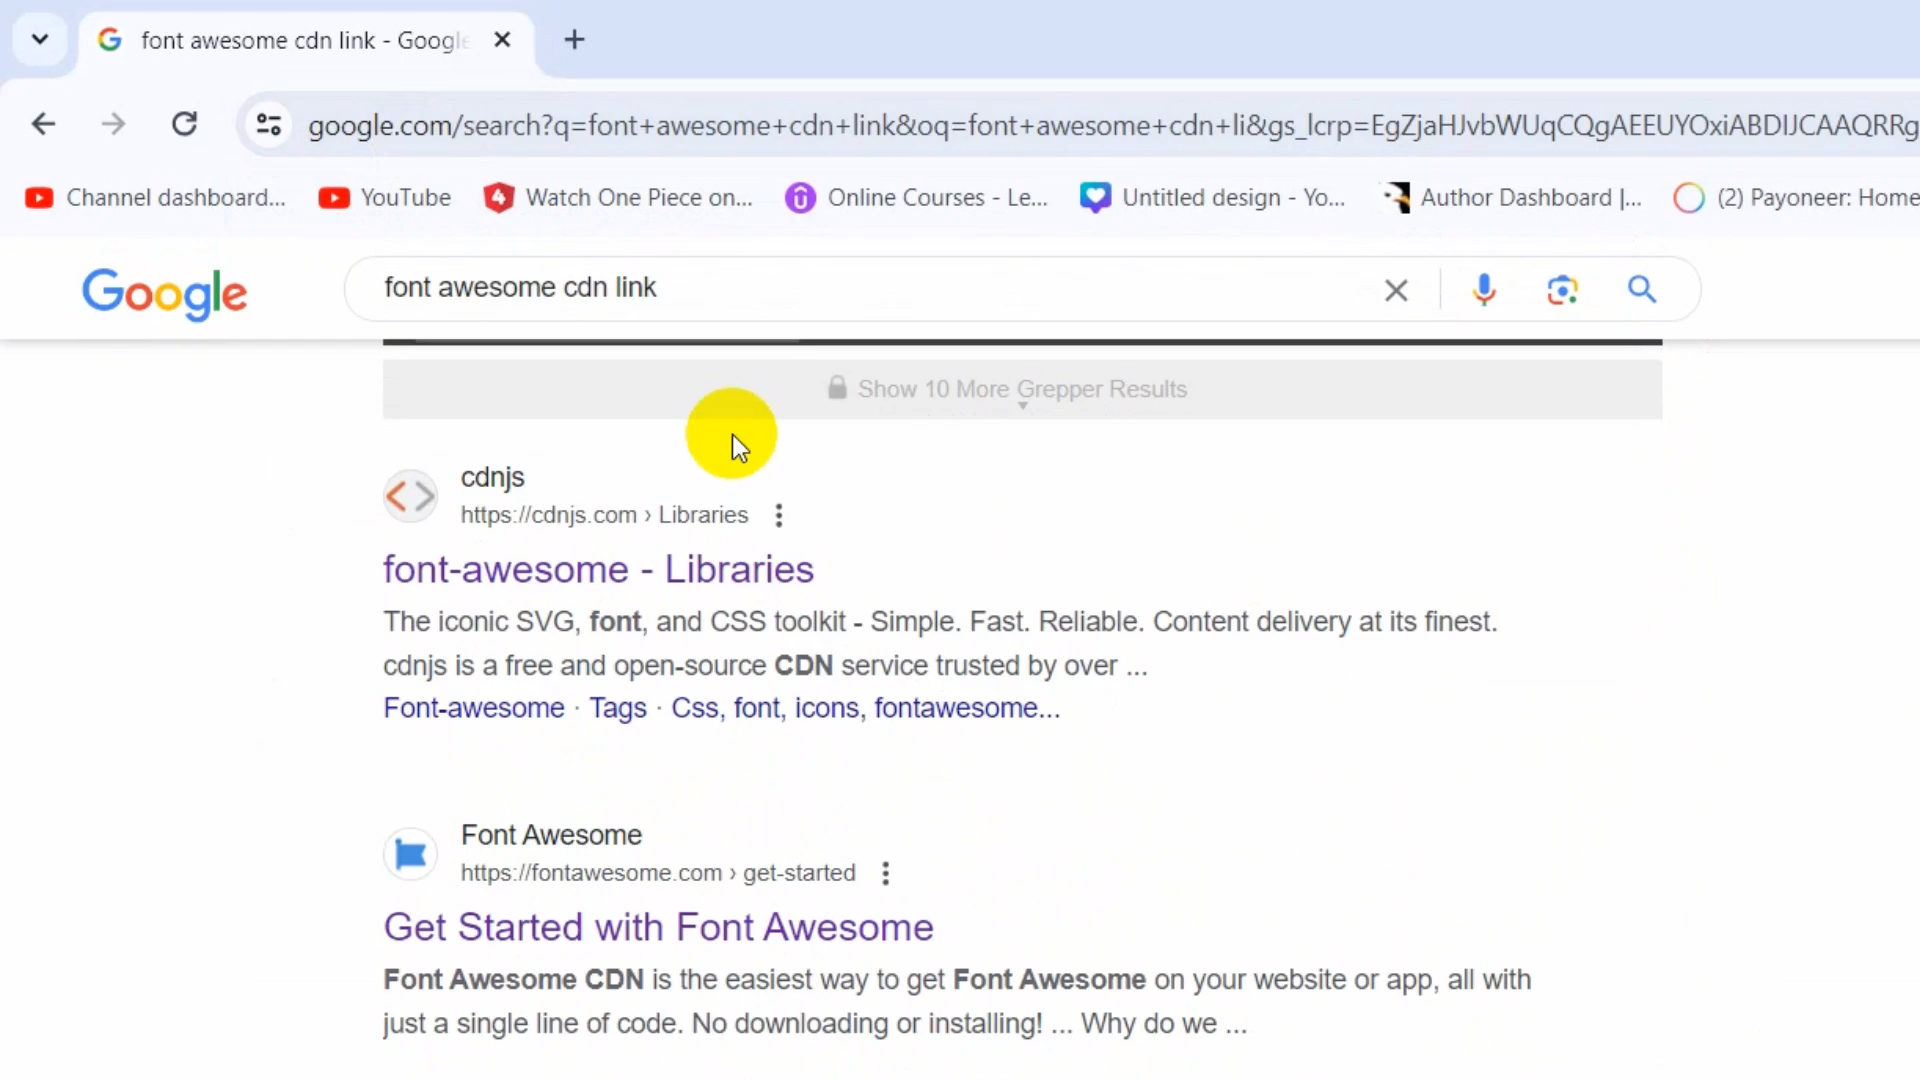 font awesome cdn link - Google
google.com/search?q=font+awesome+cdn+link&oq=font+awesome+cdn+li&gs_lcrp=EgZjaHJvbWUqCQgAEEUYOxiABDIJCAAQRRg
Channel dashboard... YouTube Watch One Piece on... Online Courses - Le... Untitled design - Yo... Author Dashboard |... (2) Payoneer: Home
Google font awesome cdn link
Show 10 More Grepper Results
cdnjs
https://cdnjs.com › Libraries
font-awesome - Libraries
The iconic SVG, font, and CSS toolkit - Simple. Fast. Reliable. Content delivery at its finest.
cdnjs is a free and open-source CDN service trusted by over ...
Font-awesome · Tags · Css, font, icons, fontawesome...
Font Awesome
https://fontawesome.com › get-started
Get Started with Font Awesome
Font Awesome CDN is the easiest way to get Font Awesome on your website or app, all with
just a single line of code. No downloading or installing! ... Why do we ...